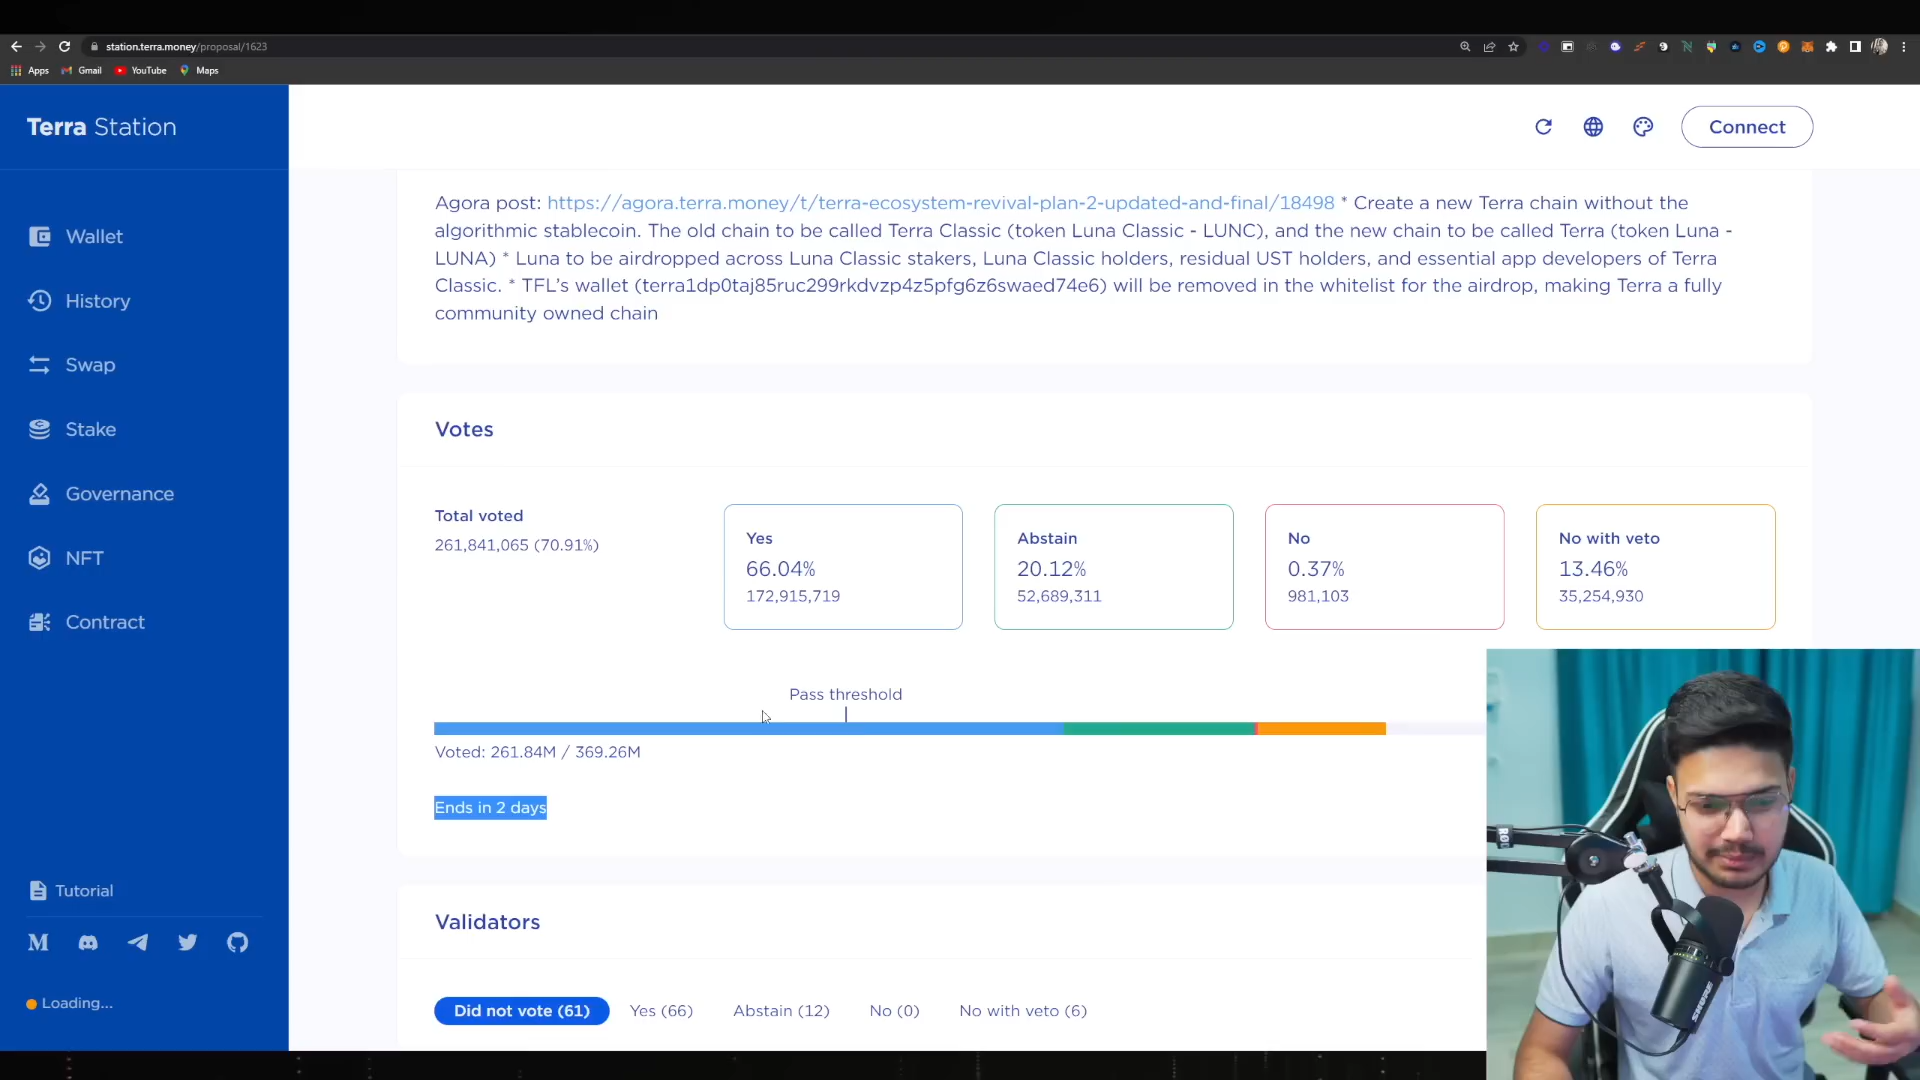 station.terra.money/proposal/1623
Apps Gmail YouTube Maps
Terra Station
Connect
Wallet
History
Swap
Stake
Governance
NFT
Contract
Tutorial
Loading...
Agora post: https://agora.terra.money/t/terra-ecosystem-revival-plan-2-updated-and-final/18498 * Create a new Terra chain without the
algorithmic stablecoin. The old chain to be called Terra Classic (token Luna Classic - LUNC), and the new chain to be called Terra (token Luna -
LUNA) * Luna to be airdropped across Luna Classic stakers, Luna Classic holders, residual UST holders, and essential app developers of Terra
Classic. * TFL's wallet (terra1dp0taj85ruc299rkdvzp4z5pfg6z6swaed74e6) will be removed in the whitelist for the airdrop, making Terra a fully
community owned chain
Votes
Total voted
261,841,065 (70.91%)
Yes
66.04%
172,915,719
Abstain
20.12%
52,689,311
No
0.37%
981,103
No with veto
13.46%
35,254,930
Pass threshold
Voted: 261.84M / 369.26M
Ends in 2 days
Validators
Did not vote (61) Yes (66) Abstain (12) No (0) No with veto (6)
RØDE
SHURE